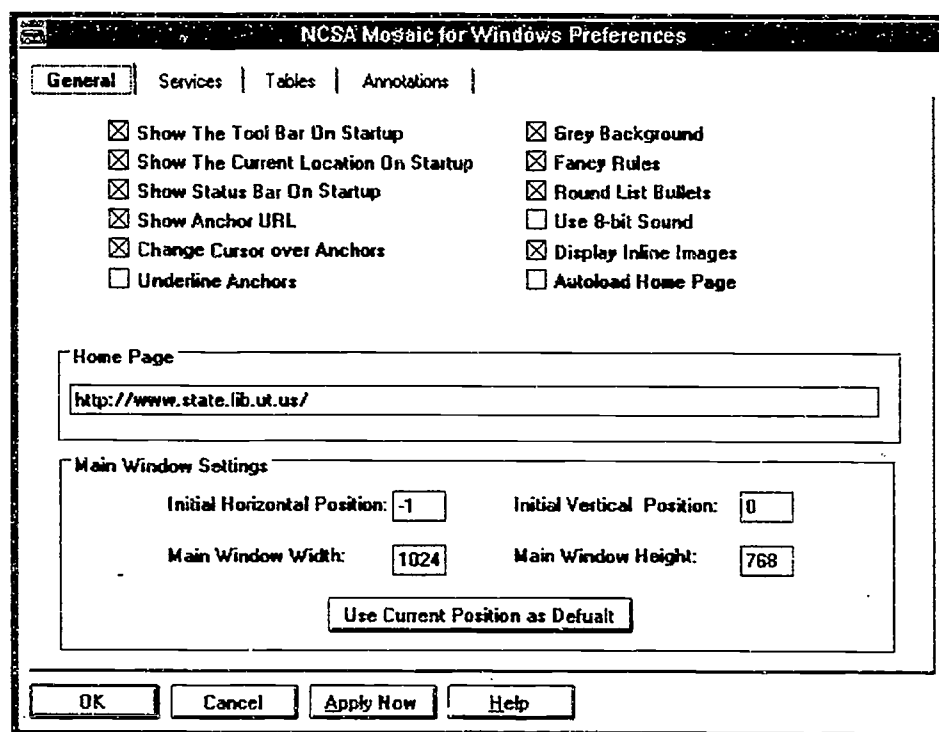 NCSA Mosaic for Windows Preferences
General Services Tables Annotations
Show The Tool Bar On Startup
Show The Current Location On Startup
Show Status Bar On Startup
Show Anchor URL
Change Cursor over Anchors
Underline Anchors
Grey Background
Fancy Rules
Round List Bullets
Use 8-bit Sound
Display Inline Images
Autoload Home Page
Home Page
http://www.state.lib.ut.us/
Main Window Settings
Initial Horizontal Position: -1 Initial Vertical Position: 0
Main Window Width: 1024 Main Window Height: 768
Use Current Position as Defualt
OK Cancel Apply Now Help